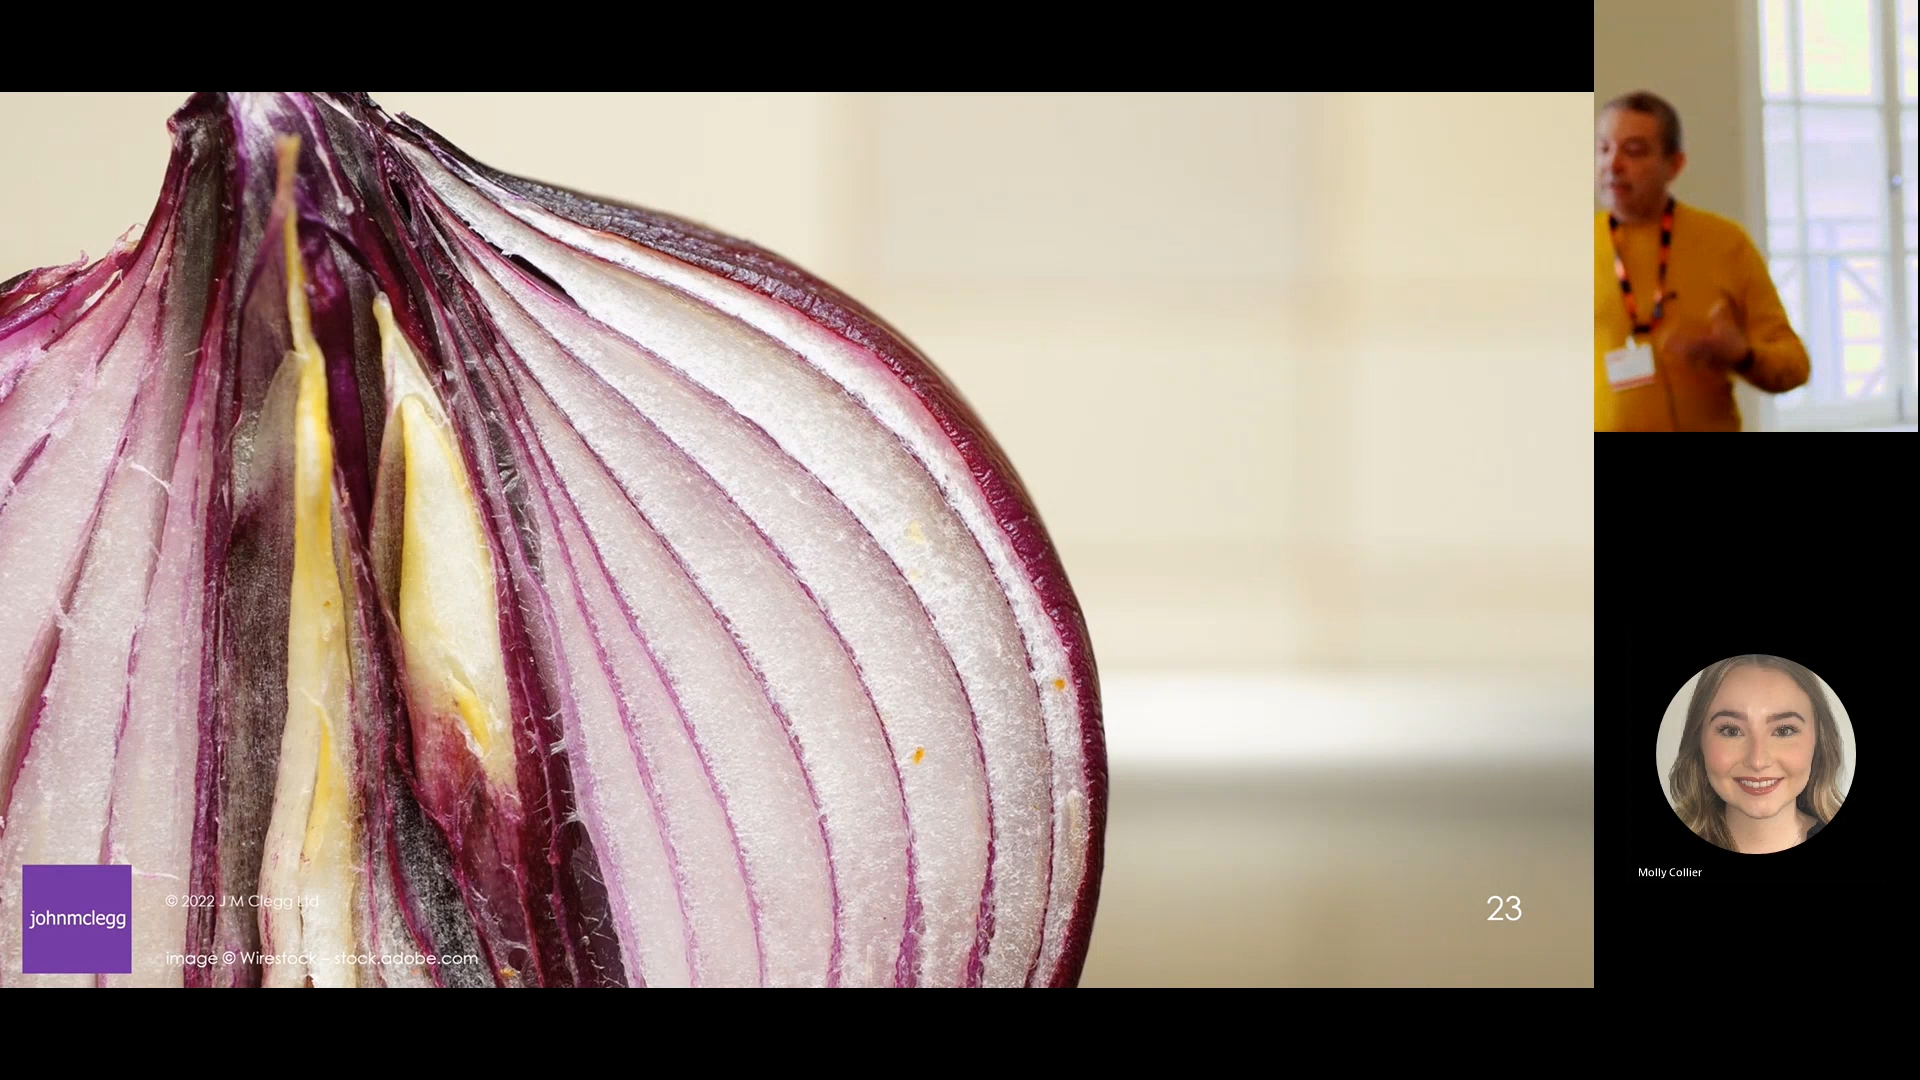 johnmclegg
© 2022 J M Clegg Ltd
image © Wirestock – stock.adobe.com
23
Molly Collier